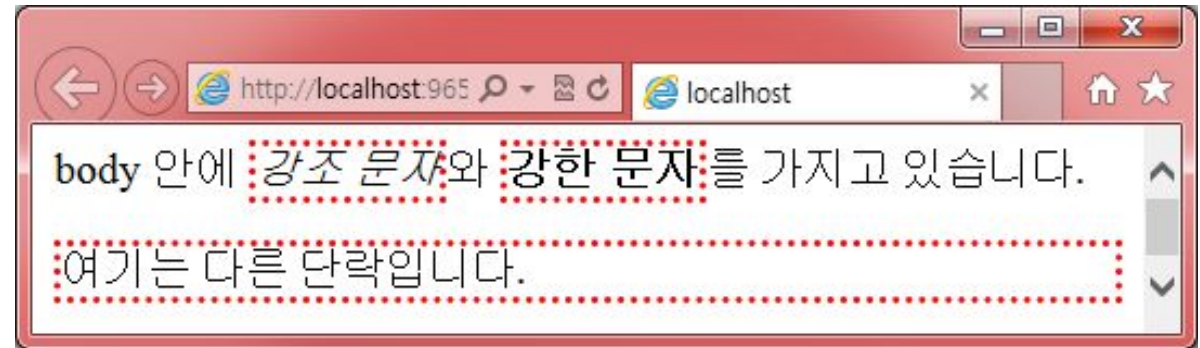 http://localhost:965 localhost
body 안에 강조 문자와 강한 문자를 가지고 있습니다.
여기는 다른 단락입니다.